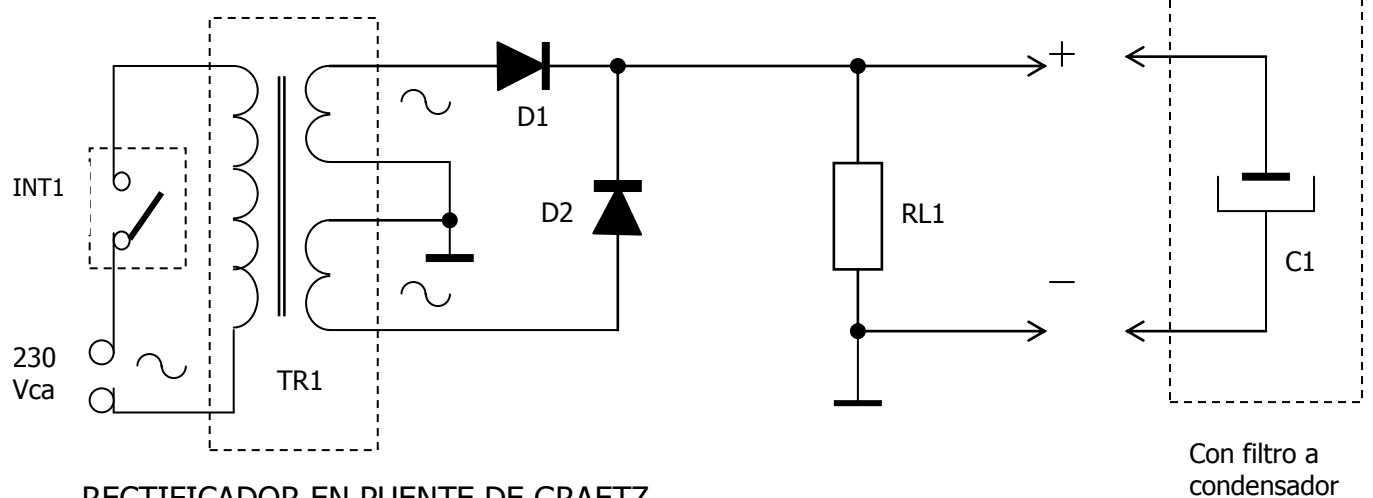 +
D1
INT1
D2
RL1
C1
−
230
Vca
TR1
Con filtro a
condensador
RECTIFICADOR EN PUENTE DE GRAETZ